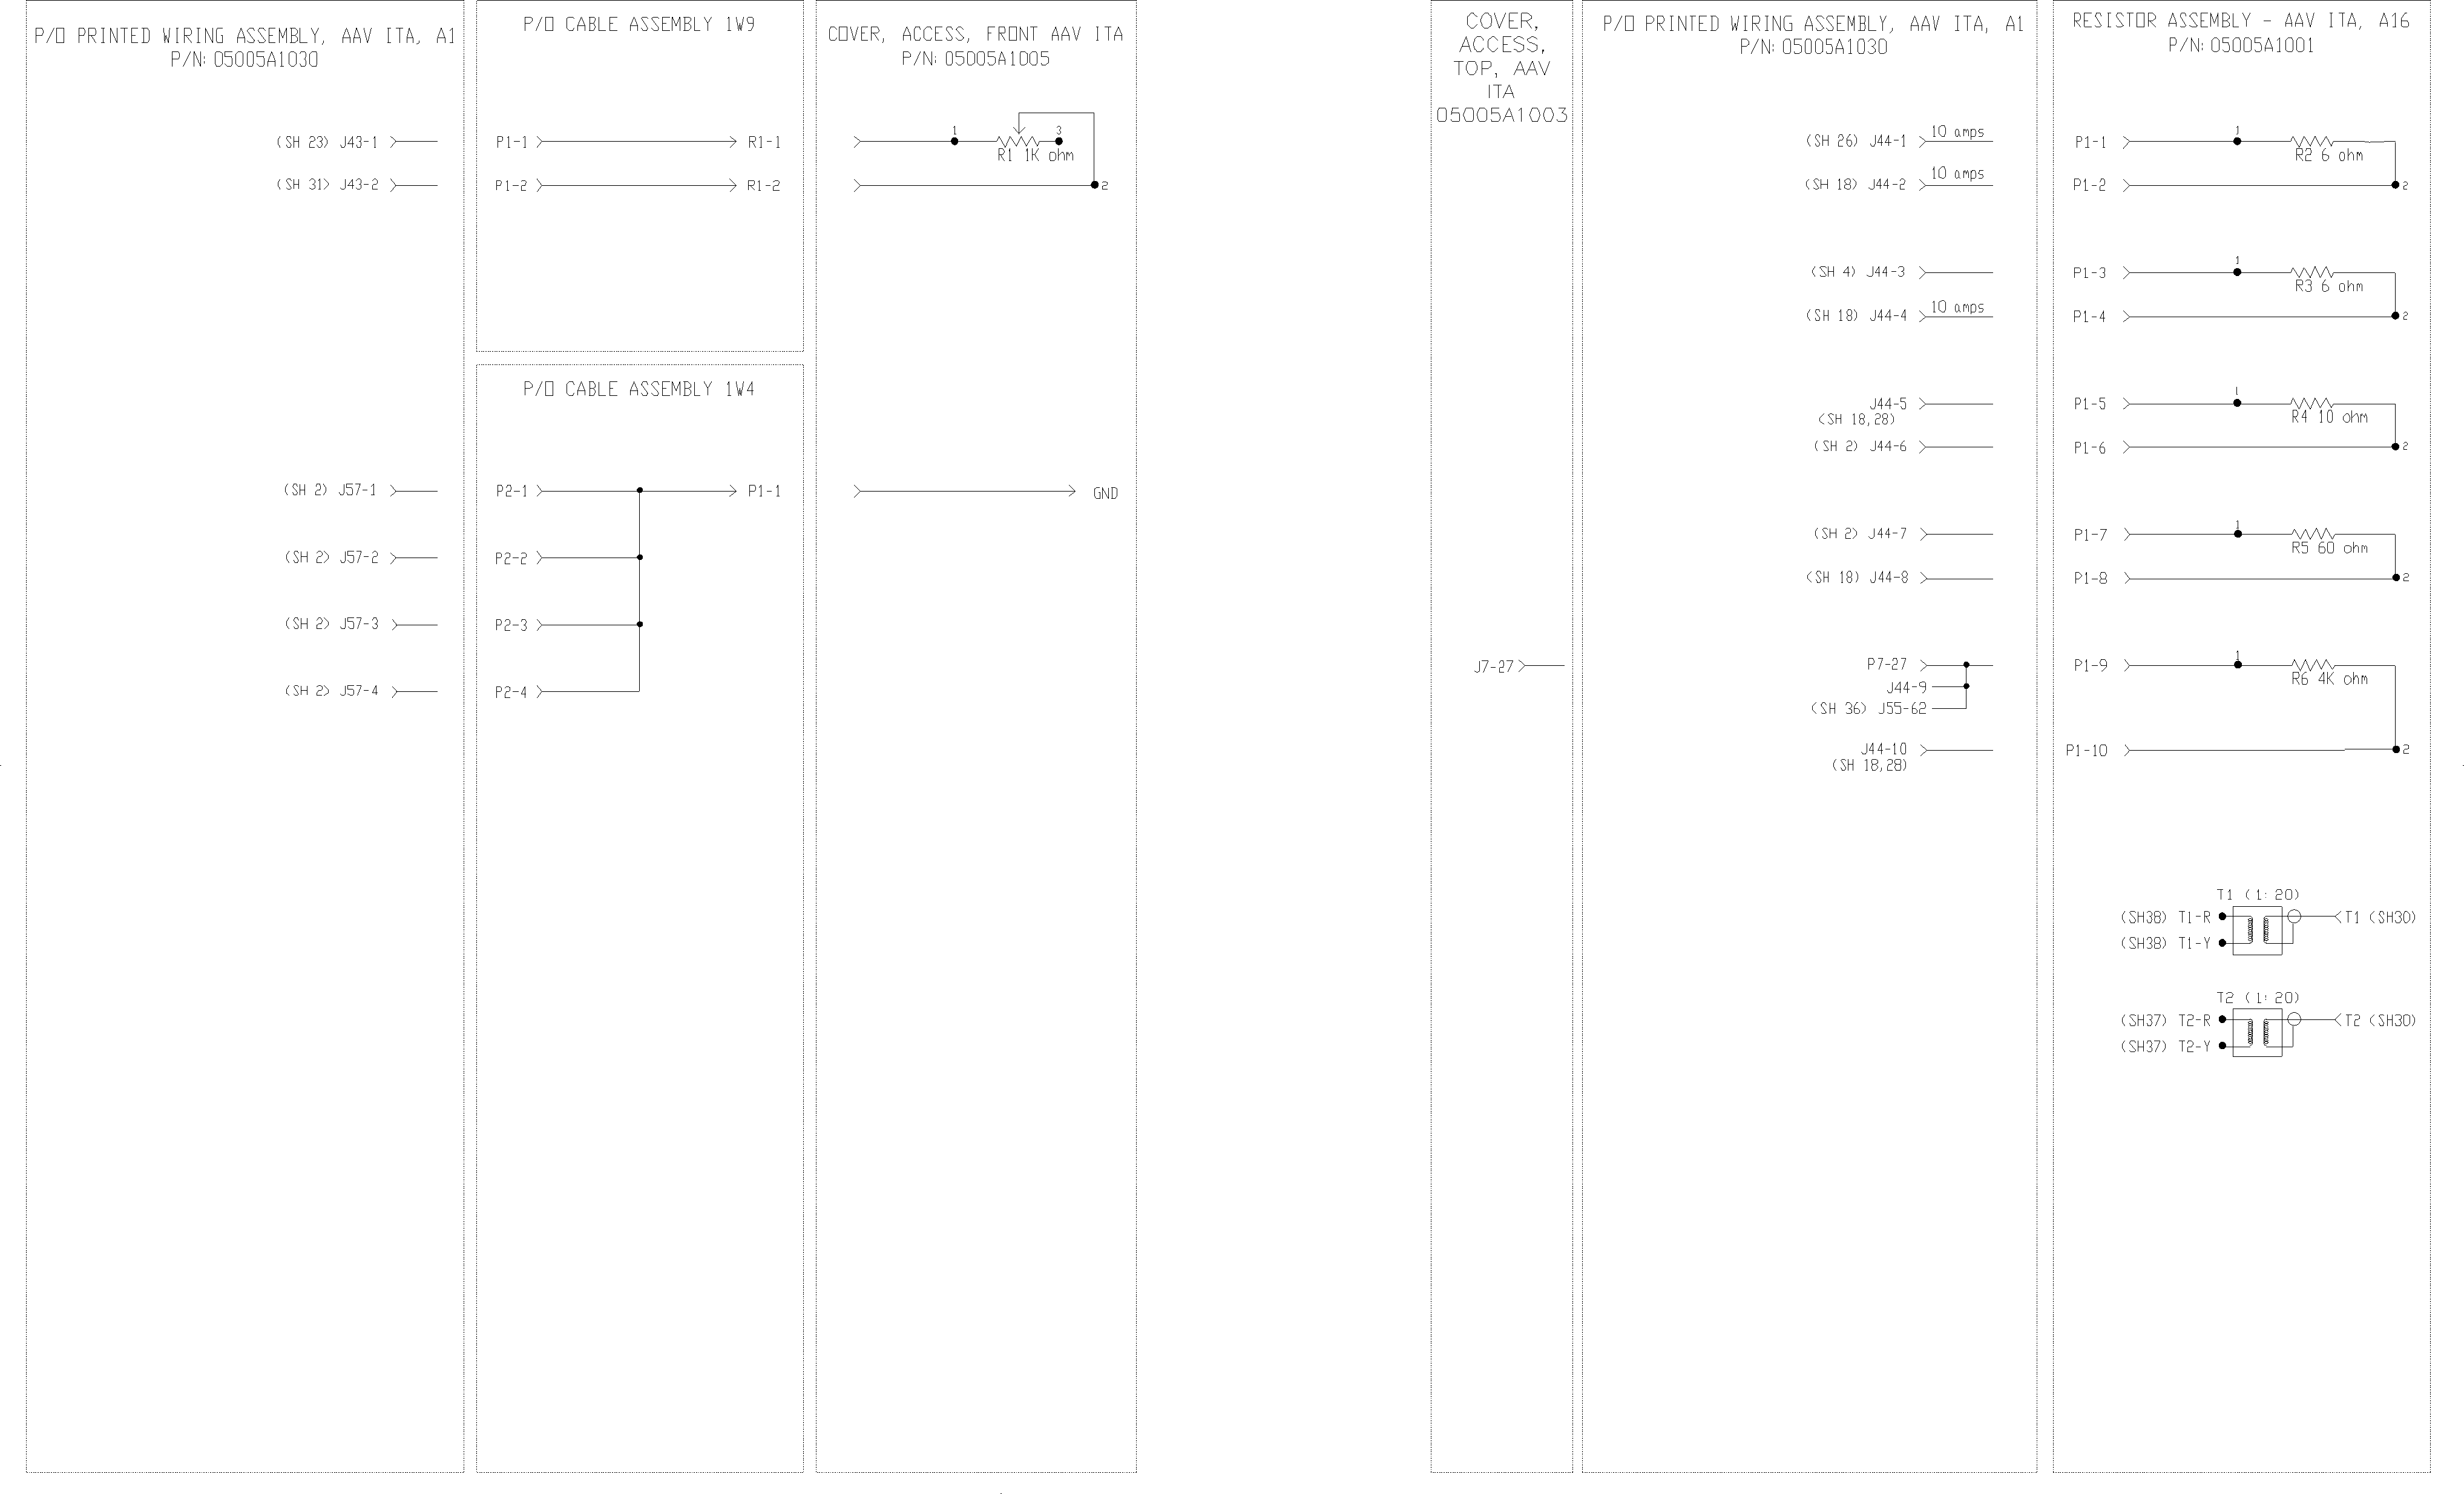 P/O PRINTED WIRING ASSEMBLY, AAV ITA, A1
P/N: 05005A1030
(SH 23) J43-1
(SH 31) J43-2
(SH 2) J57-1
(SH 2) J57-2
(SH 2) J57-3
(SH 2) J57-4
P/O CABLE ASSEMBLY 1W9
P1-1 R1-1
P1-2 R1-2
P/O CABLE ASSEMBLY 1W4
P2-1 P1-1
P2-2
P2-3
P2-4
COVER, ACCESS, FRONT AAV ITA
P/N: 05005A1005
1 3
R1 1K ohm
2
GND
COVER,
ACCESS,
TOP, AAV
ITA
05005A1003
J7-27
P/O PRINTED WIRING ASSEMBLY, AAV ITA, A1
P/N: 05005A1030
(SH 26) J44-1 10 amps
(SH 18) J44-2 10 amps
(SH 4) J44-3
(SH 18) J44-4 10 amps
J44-5
(SH 18,28)
(SH 2) J44-6
(SH 2) J44-7
(SH 18) J44-8
P7-27
J44-9
(SH 36) J55-62
J44-10
(SH 18,28)
RESISTOR ASSEMBLY - AAV ITA, A16
P/N: 05005A1001
P1-1 1
R2 6 ohm
P1-2 2
P1-3 1
R3 6 ohm
P1-4 2
P1-5 1
R4 10 ohm
P1-6 2
P1-7 1
R5 60 ohm
P1-8 2
P1-9 1
R6 4K ohm
P1-10 2
T1 (1:20)
(SH38) T1-R T1 (SH30)
(SH38) T1-Y
T2 (1:20)
(SH37) T2-R T2 (SH30)
(SH37) T2-Y